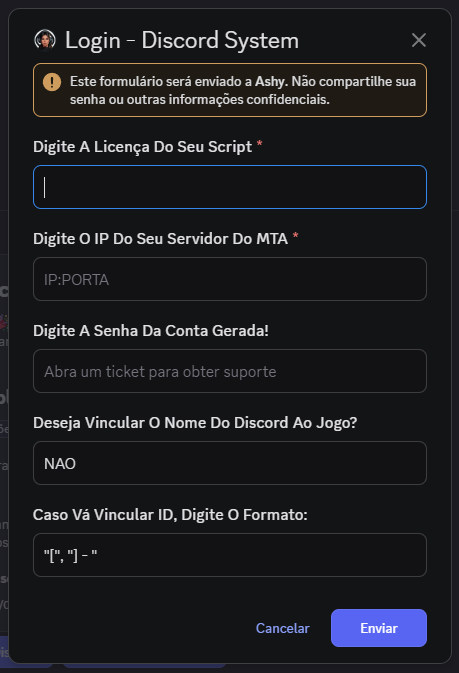 Login - Discord System
Este formulário será enviado a Ashy. Não compartilhe sua
senha ou outras informações confidenciais.
Digite A Licença Do Seu Script *
Digite O IP Do Seu Servidor Do MTA *
IP:PORTA
Digite A Senha Da Conta Gerada!
Abra um ticket para obter suporte
Deseja Vincular O Nome Do Discord Ao Jogo?
NAO
Caso Vá Vincular ID, Digite O Formato:
"[", "] - "
Cancelar
Enviar